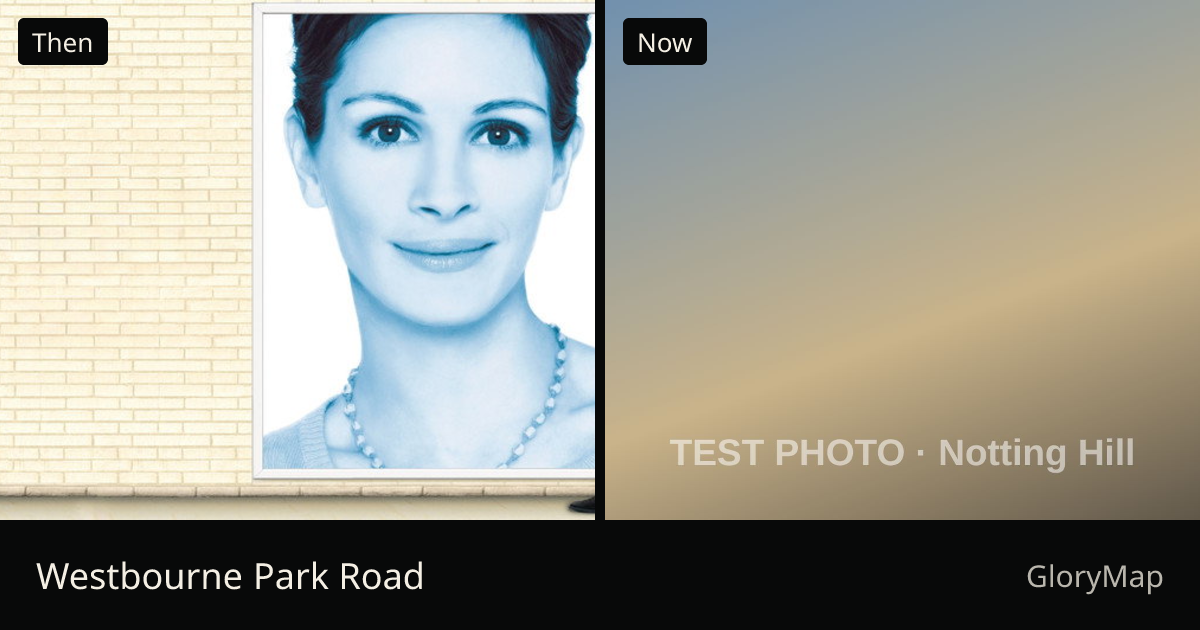 Then
Now
TEST PHOTO · Notting Hill
Westbourne Park Road
GloryMap